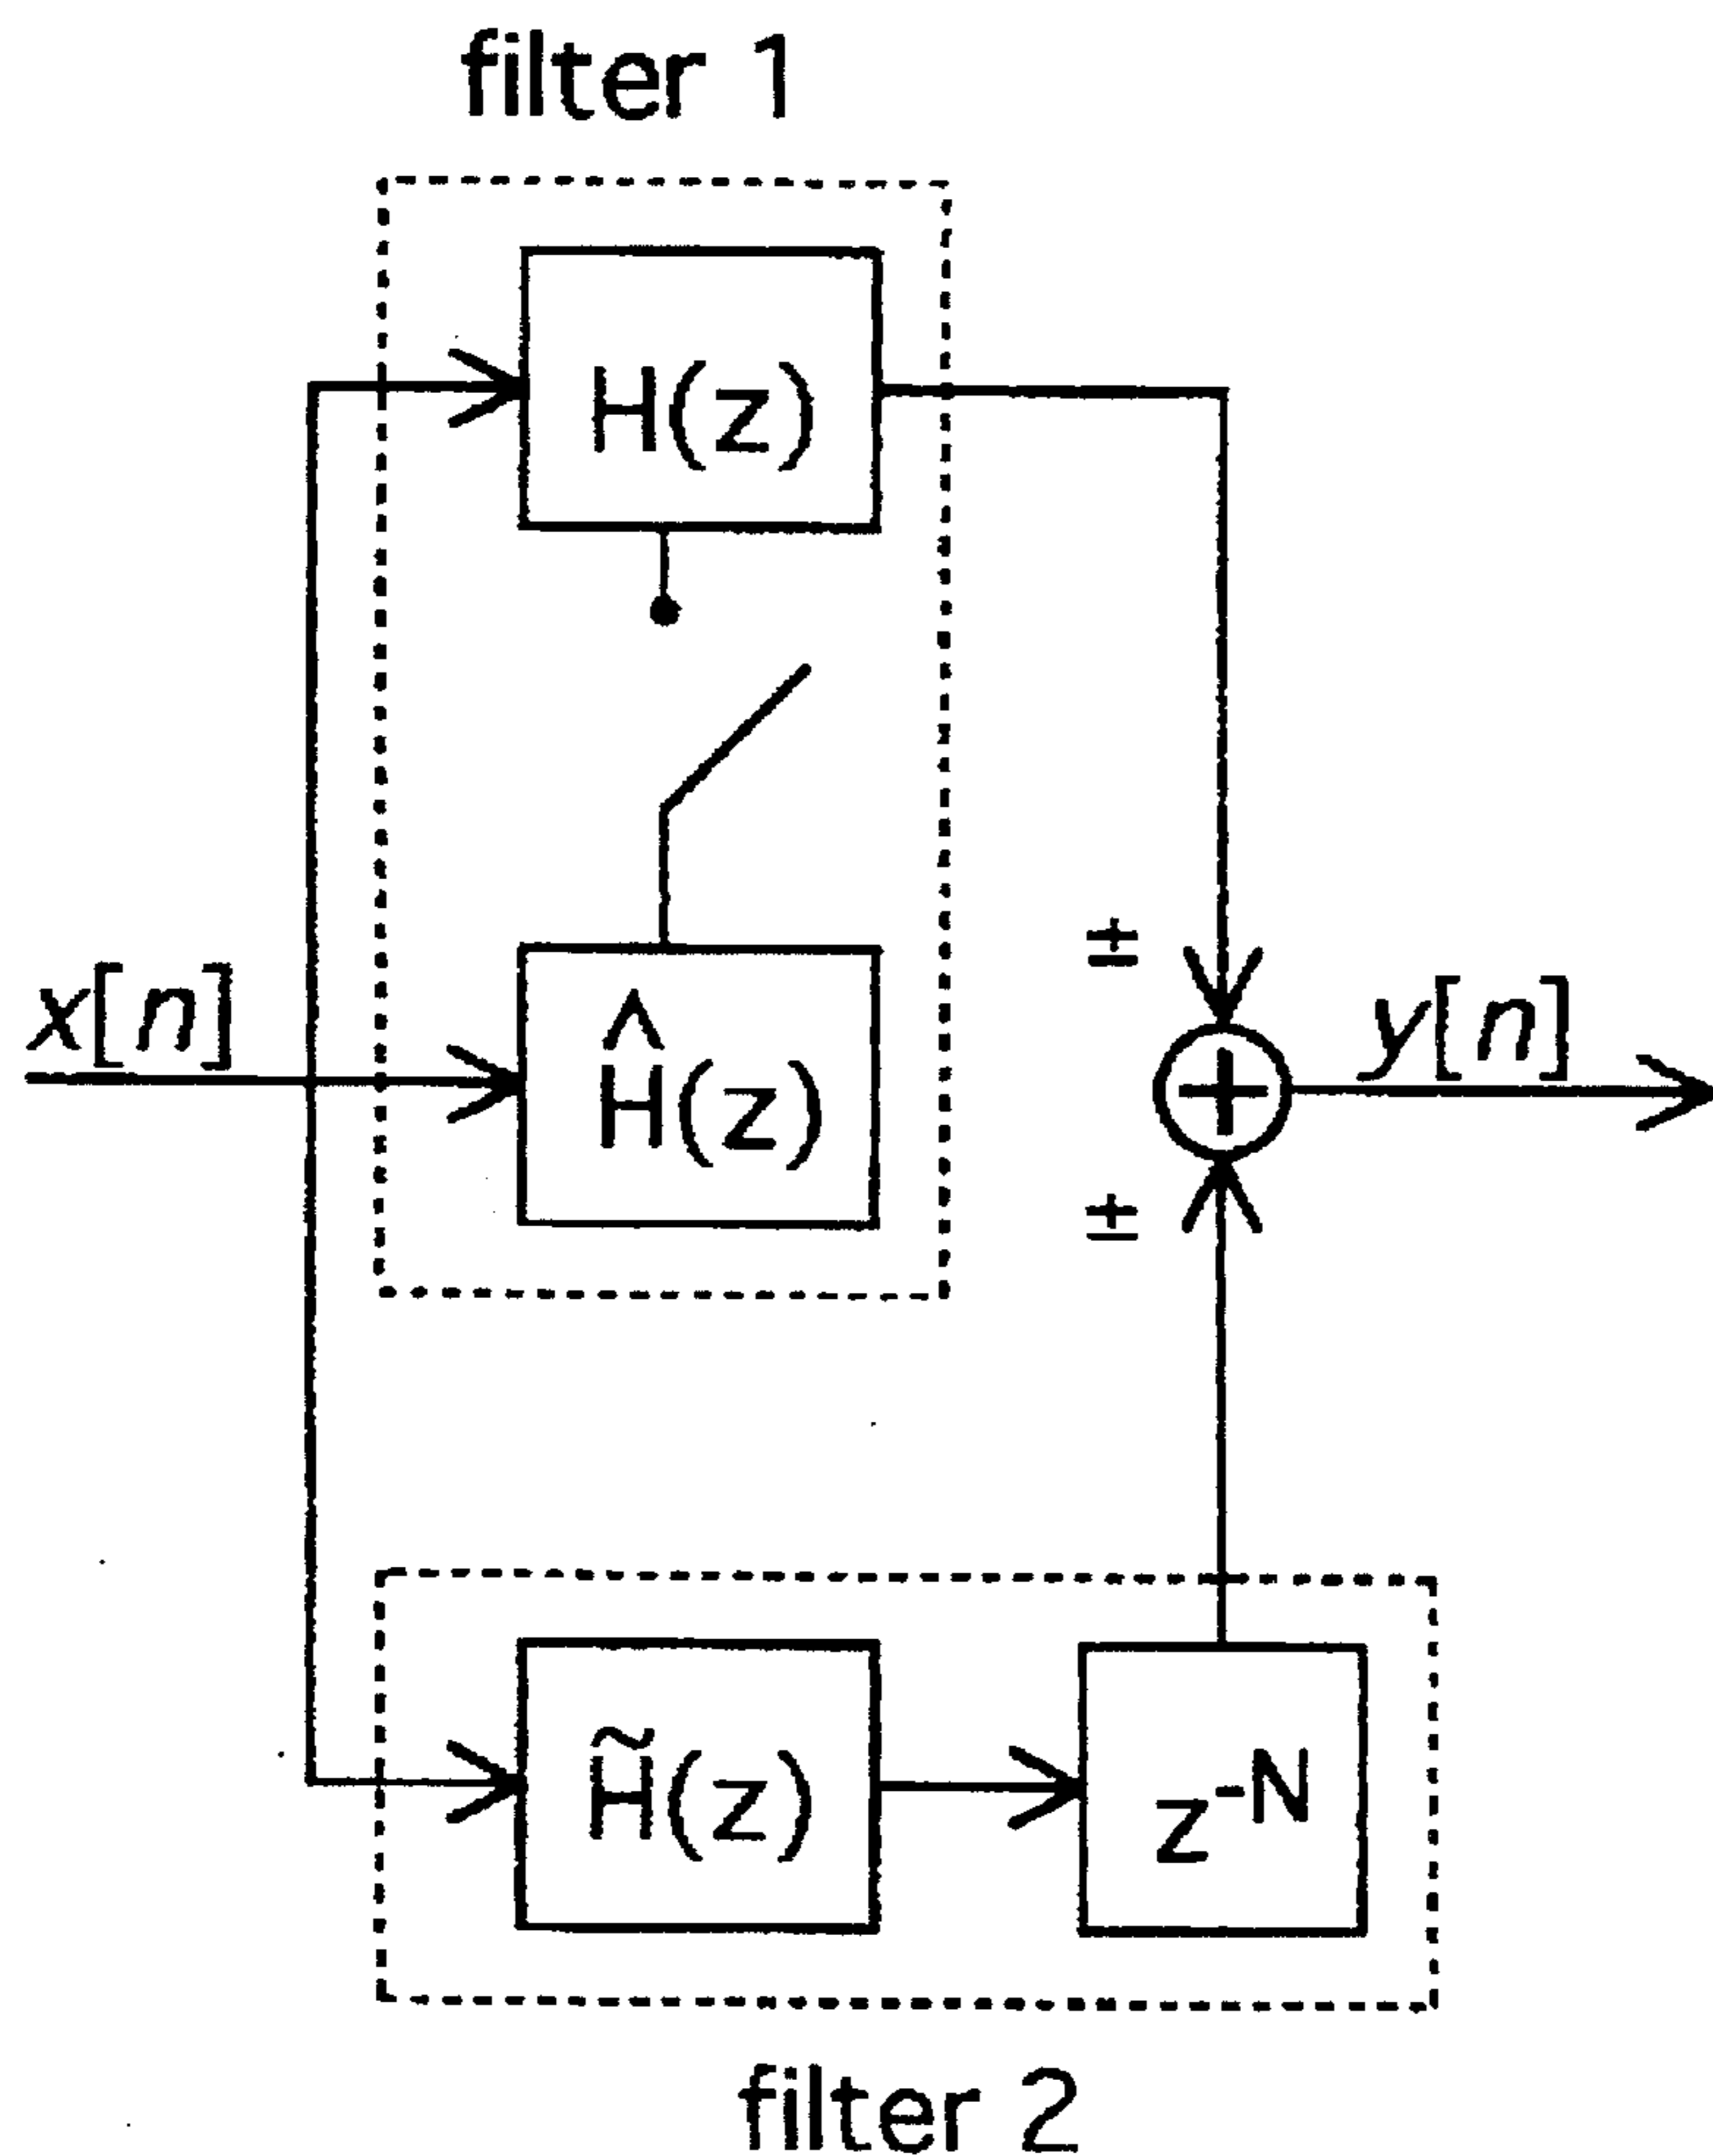 filter 1
H(z)
x[n]
Ĥ(z)
±
y[n]
±
H̃(z)
z⁻ᴺ
filter 2